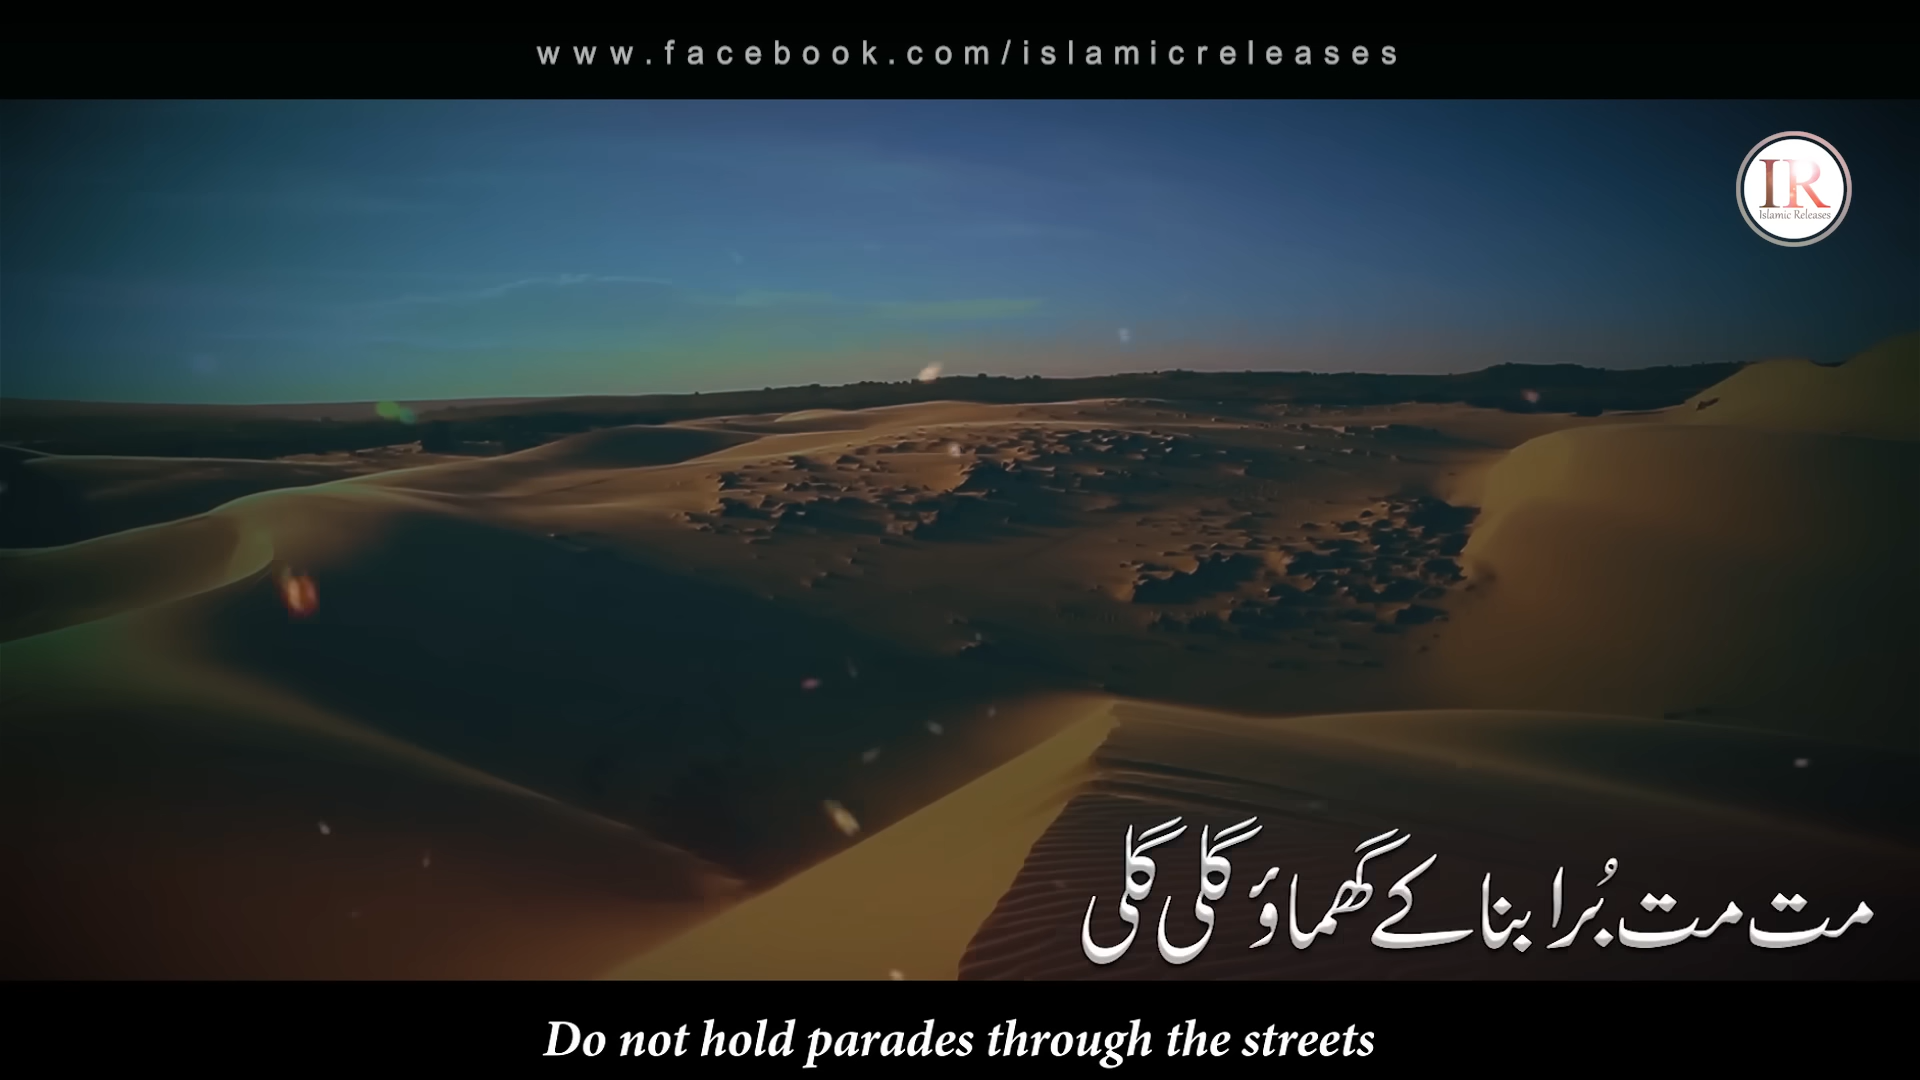 www.facebook.com/islamicreleases
IR
Islamic Releases
مت مت بُرا بنا کے گھماؤ گلی گلی
Do not hold parades through the streets